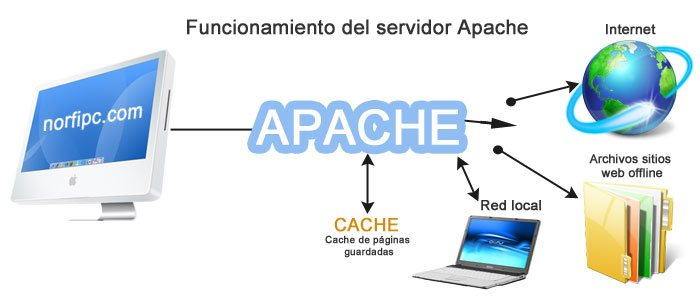 Funcionamiento del servidor Apache
Internet
norfipc.com
APACHE
Archivos sitios
web offline
Red local
CACHE
Cache de páginas
guardadas